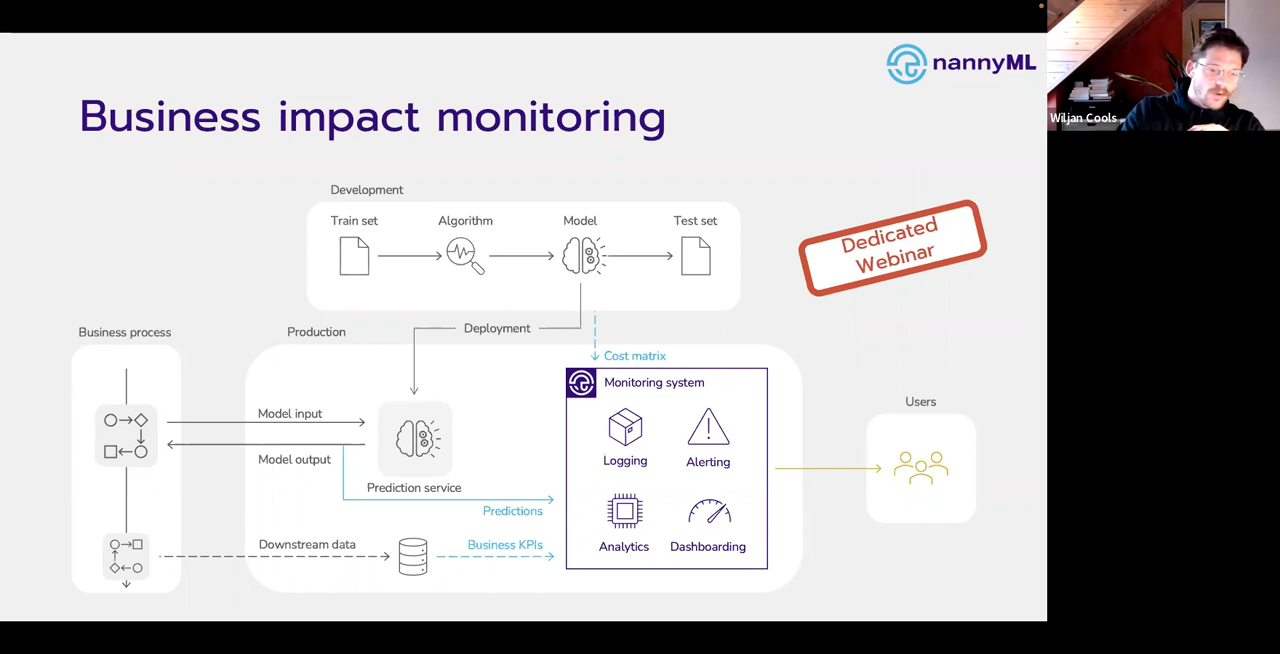 nannyML
Wiljan Cools
Business impact monitoring
Development
Train set
Algorithm
Model
Test set
Dedicated
Webinar
Business process
Production
Deployment
Cost matrix
Monitoring system
Users
Model input
Model output
Logging
Alerting
Prediction service
Predictions
Downstream data
Business KPIs
Analytics
Dashboarding